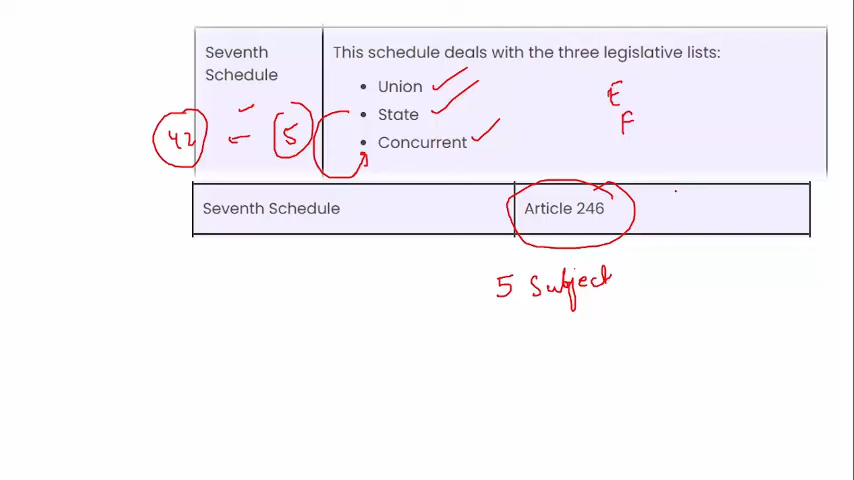 Seventh Schedule
This schedule deals with the three legislative lists:
Union
State
Concurrent
E
F
42
5
Seventh Schedule
Article 246
5 Subject